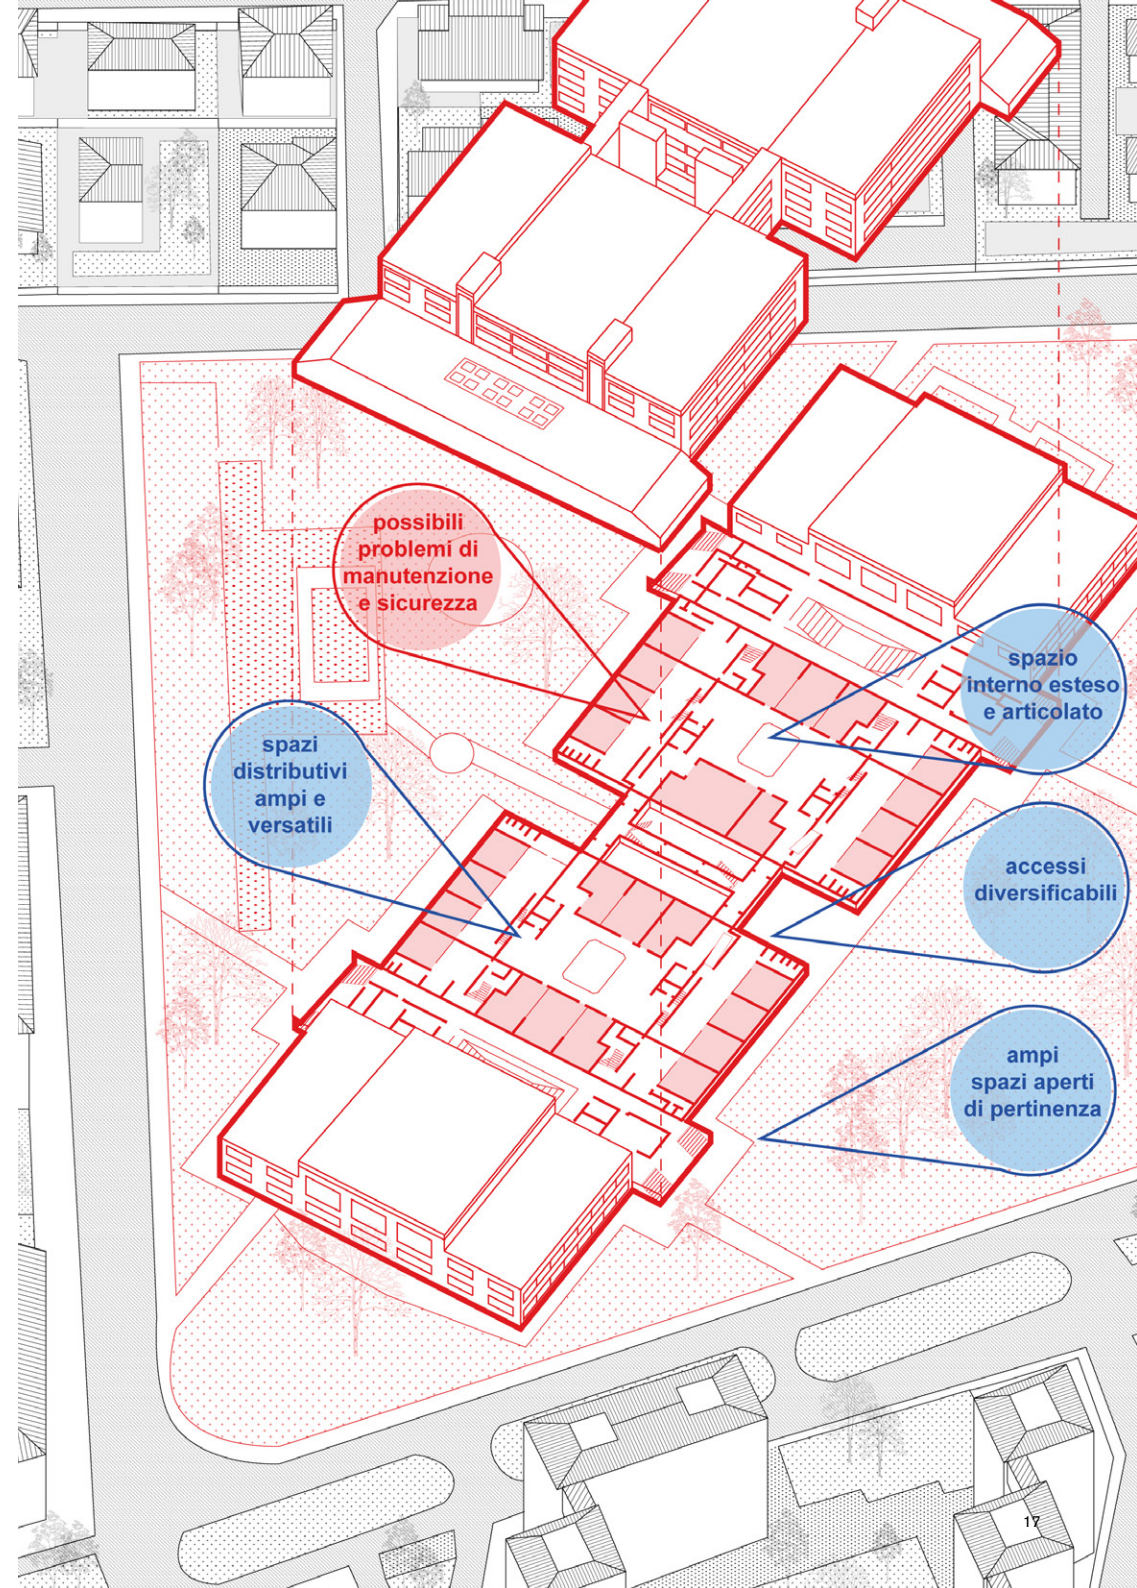 possibili
problemi di
manutenzione
e sicurezza
spazio
interno esteso
e articolato
spazi
distributivi
ampi e
versatili
accessi
diversificabili
ampi
spazi aperti
di pertinenza
17